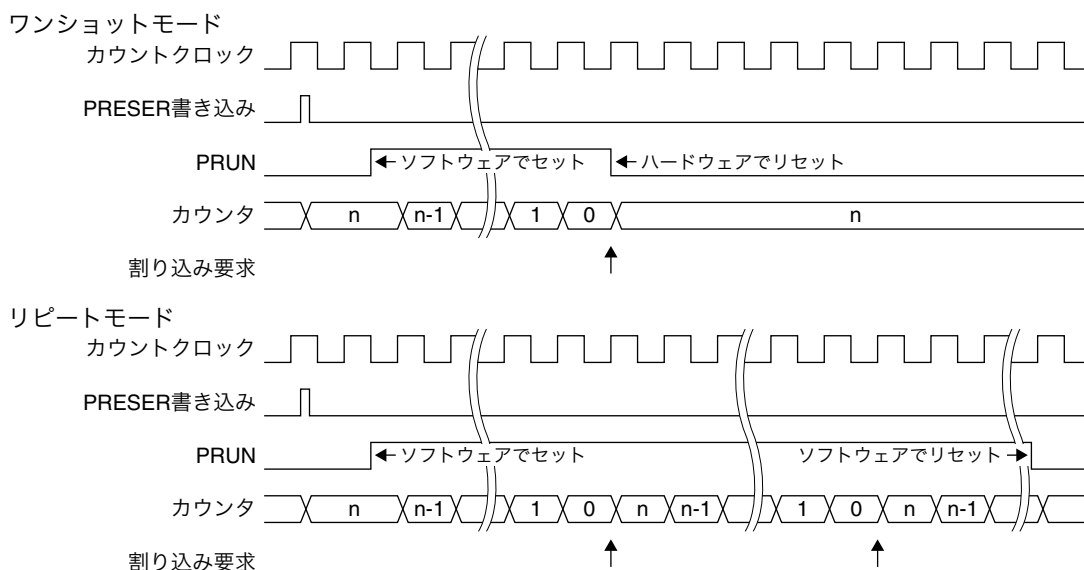 ワンショットモード
カウントクロック
PRESER書き込み
PRUN ソフトウェアでセット ハードウェアでリセット
カウンタ n n-1 1 0 n
割り込み要求
リピートモード
カウントクロック
PRESER書き込み
PRUN ソフトウェアでセット ソフトウェアでリセット
カウンタ n n-1 1 0 n n-1 1 0 n n-1
割り込み要求